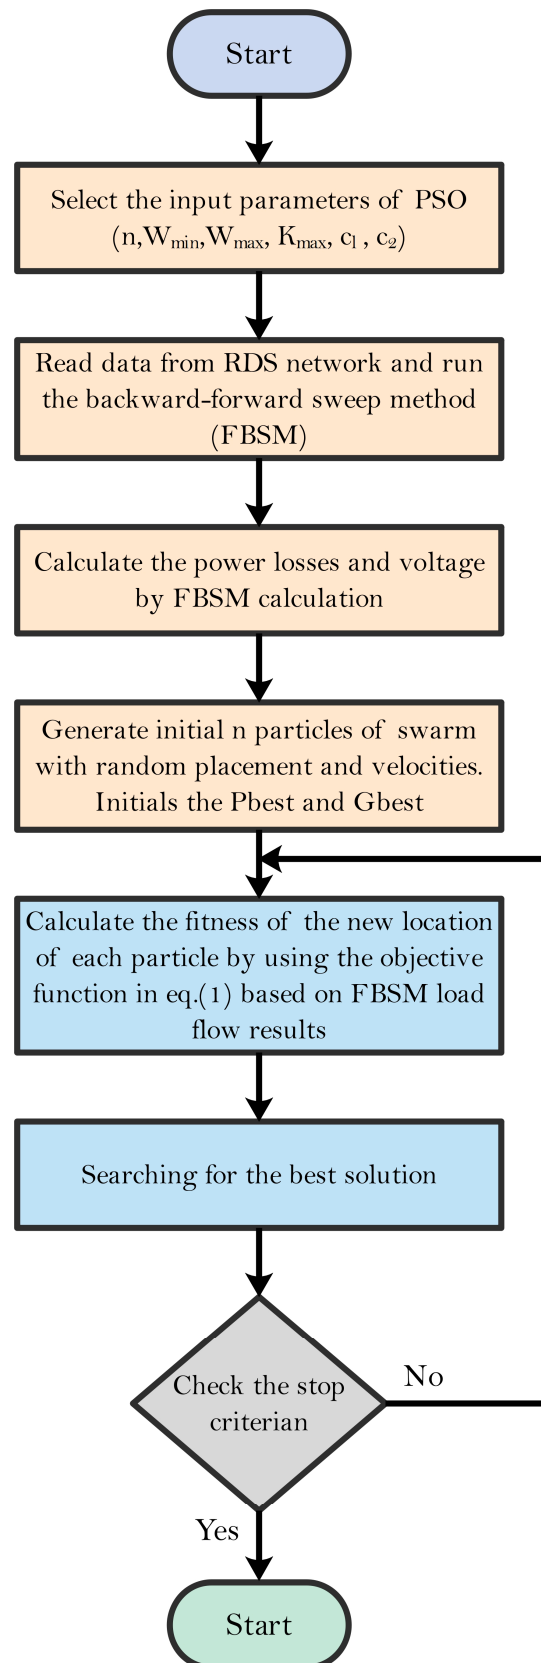 Start
Select the input parameters of PSO
(n,Wmin,Wmax, Kmax, c1 , c2)
Read data from RDS network and run
the backward-forward sweep method
(FBSM)
Calculate the power losses and voltage
by FBSM calculation
Generate initial n particles of swarm
with random placement and velocities.
Initials the Pbest and Gbest
Calculate the fitness of the new location
of each particle by using the objective
function in eq.(1) based on FBSM load
flow results
Searching for the best solution
Check the stop
criterian
No
Yes
Start